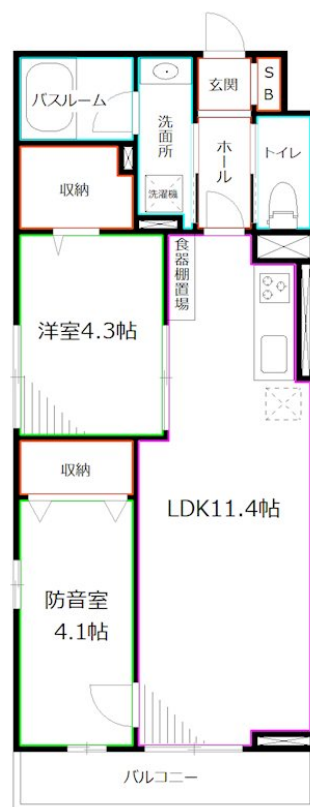 玄関
SB
バスルーム
洗面所
ホール
トイレ
洗濯機
収納
食器棚置場
洋室4.3帖
収納
LDK11.4帖
防音室
4.1帖
バルコニー